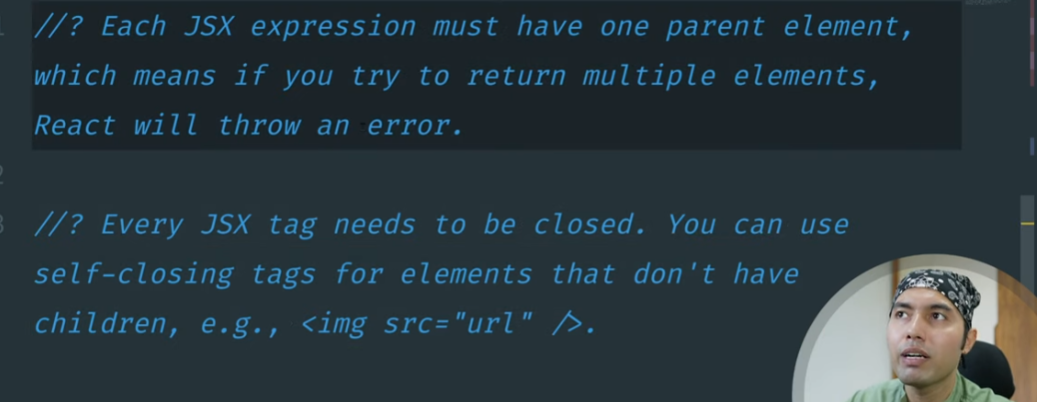 //? Each JSX expression must have one parent element,
which means if you try to return multiple elements,
React will throw an error.
2
3 //? Every JSX tag needs to be closed. You can use
self-closing tags for elements that don't have
children, e.g., <img src="url" />.